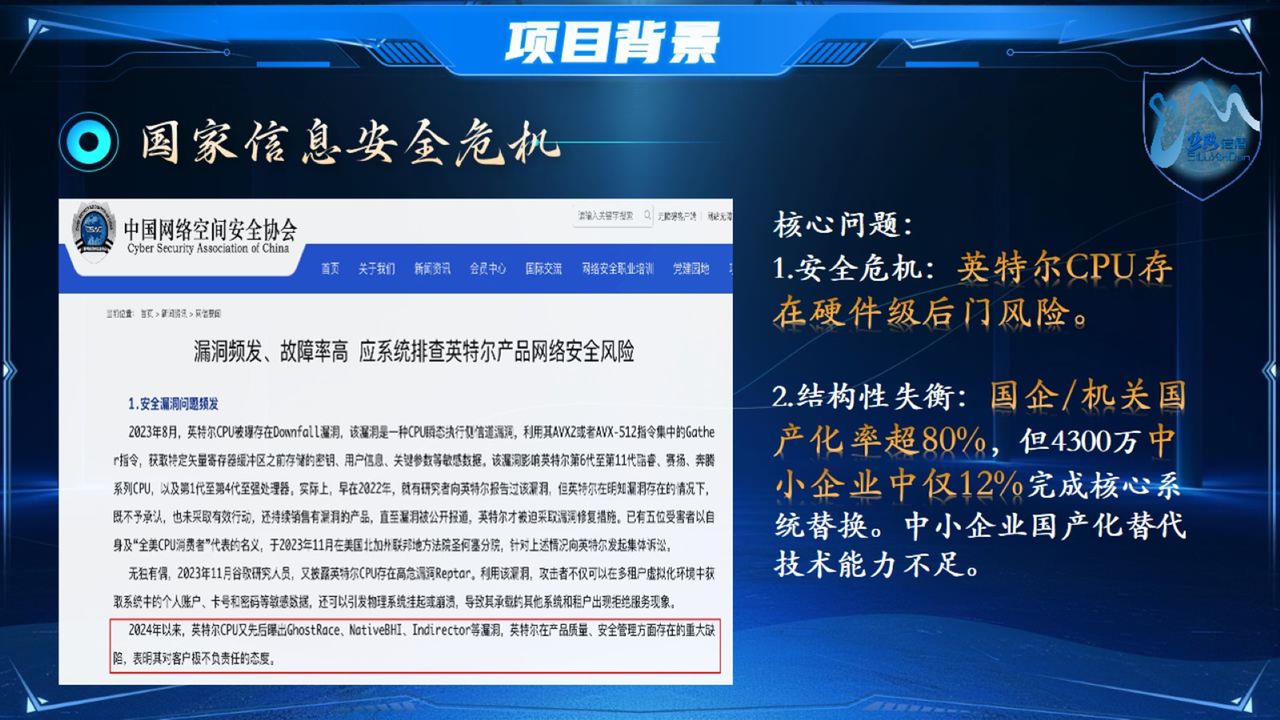 项目背景
国家信息安全危机
中国网络空间安全协会
Cyber Security Association of China
请输入关键字搜索
无障碍客户端
首页 关于我们 新闻资讯 会员中心 国际交流 网络安全职业培训 党建园地
当前位置: 首页 > 新闻资讯 > 网信要闻
漏洞频发、故障率高 应系统排查英特尔产品网络安全风险
1.安全漏洞问题频发
2023年8月，英特尔CPU被曝存在Downfall漏洞，该漏洞是一种CPU瞬态执行侧信道漏洞，利用其AVX2或者AVX-512指令集中的Gathe
r指令，获取特定矢量寄存器缓冲区之前存储的密钥、用户信息、关键参数等敏感数据。该漏洞影响英特尔第6代至第11代酷睿、赛扬、奔腾
系列CPU，以及第1代至第4代至强处理器。实际上，早在2022年，就有研究者向英特尔报告过该漏洞，但英特尔在明知漏洞存在的情况下，
既不予承认，也未采取有效行动，还持续销售有漏洞的产品，直至漏洞被公开报道，英特尔才被迫采取漏洞修复措施。已有五位受害者以自
身及“全美CPU消费者”代表的名义，于2023年11月在美国北加州联邦地方法院圣何塞分院，针对上述情况向英特尔发起集体诉讼。
无独有偶，2023年11月谷歌研究人员，又披露英特尔CPU存在高危漏洞Reptar。利用该漏洞，攻击者不仅可以在多租户虚拟化环境中获
取系统中的个人账户、卡号和密码等敏感数据，还可以引发物理系统挂起或崩溃，导致其承载的其他系统和租户出现拒绝服务现象。
2024年以来，英特尔CPU又先后曝出GhostRace、NativeBHI、Indirector等漏洞，英特尔在产品质量、安全管理方面存在的重大缺
陷，表明其对客户极不负责任的态度。
核心问题：
1.安全危机：英特尔CPU存
在硬件级后门风险。
2.结构性失衡：国企/机关国
产化率超80%，但4300万中
小企业中仅12%完成核心系
统替换。中小企业国产化替代
技术能力不足。